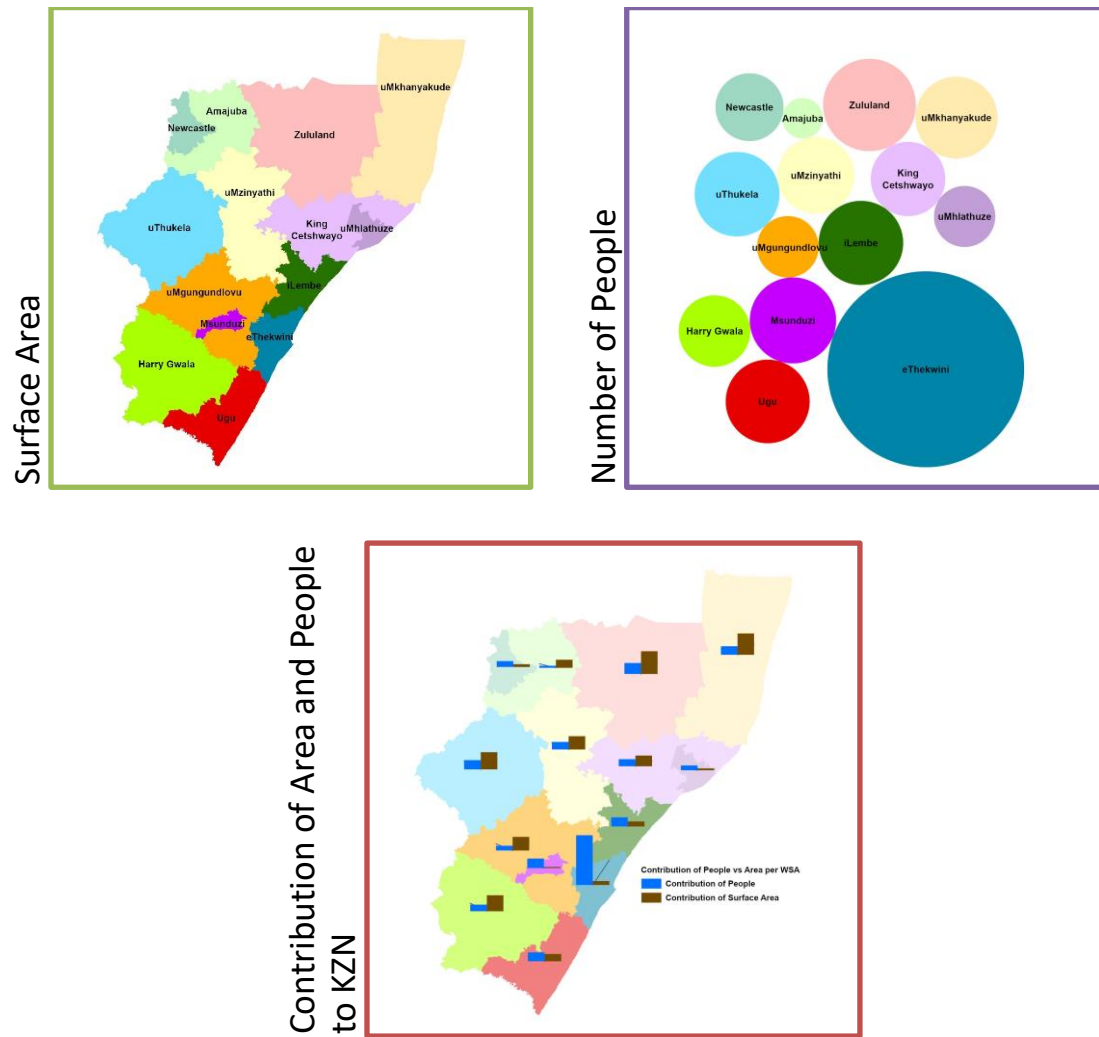 Surface Area
uMkhanyakude
Amajuba
Newcastle
Zululand
uMzinyathi
uThukela
King
Cetshwayo
uMhlathuze
iLembe
uMgungundlovu
Msunduzi
eThekwini
Harry Gwala
Ugu
Number of People
Newcastle
Amajuba
Zululand
uMkhanyakude
uMzinyathi
King
Cetshwayo
uThukela
uMhlathuze
uMgungundlovu
iLembe
Msunduzi
Harry Gwala
eThekwini
Ugu
Contribution of Area and People
to KZN
Contribution of People vs Area per WSA
Contribution of People
Contribution of Surface Area